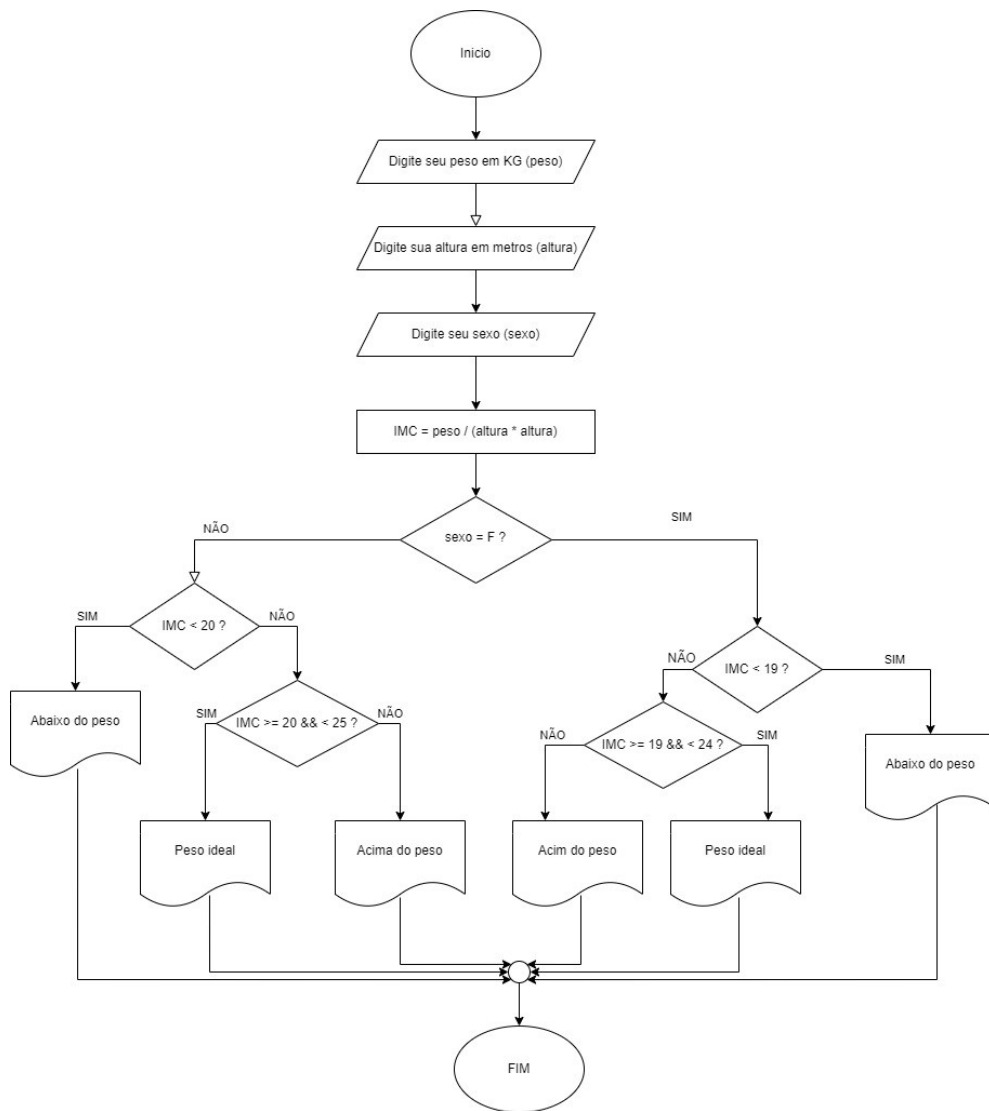 Inicio
Digite seu peso em KG (peso)
Digite sua altura em metros (altura)
Digite seu sexo (sexo)
IMC = peso / (altura * altura)
sexo = F ?
NÃO
SIM
IMC < 20 ?
SIM
NÃO
IMC < 19 ?
NÃO
SIM
Abaixo do peso
IMC >= 20 && < 25 ?
SIM
NÃO
IMC >= 19 && < 24 ?
NÃO
SIM
Abaixo do peso
Peso ideal
Acima do peso
Acim do peso
Peso ideal
FIM